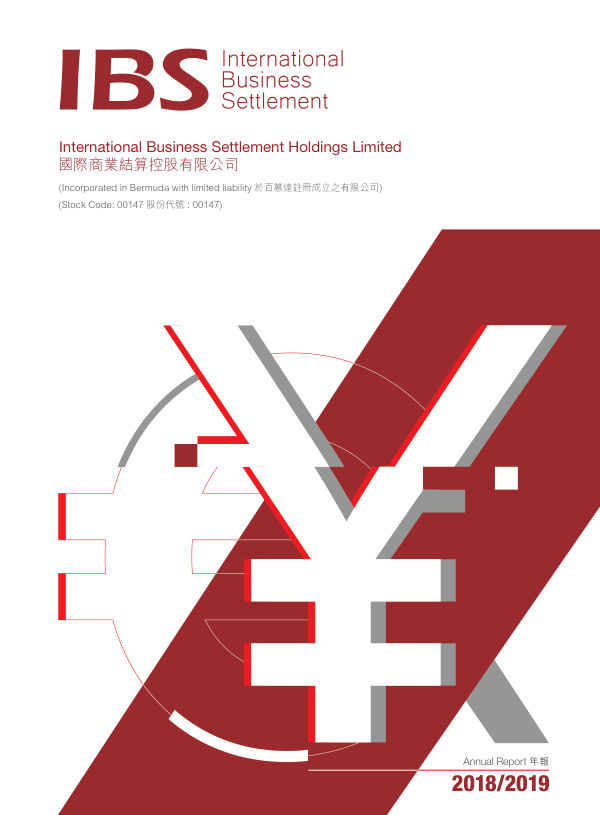 IBS
International
Business
Settlement
International Business Settlement Holdings Limited
國際商業結算控股有限公司
(Incorporated in Bermuda with limited liability 於百慕達註冊成立之有限公司)
(Stock Code: 00147 股份代號 : 00147)
Annual Report 年報
2018/2019